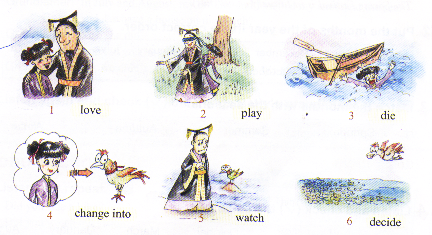 1 love
2 play
3 die
4 change into
5 watch
6 decide